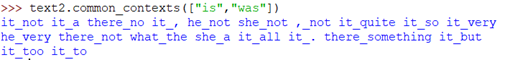 >>> text2.common_contexts(["is","was"])
it_not it_a there_no it_, he_not she_not ,_not it_quite it_so it_very
he_very there_not what_the she_a it_all it_. there_something it_but
it_too it_to